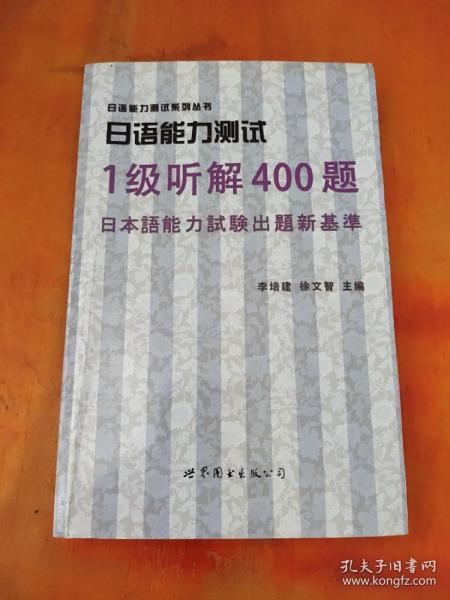 日语能力测试系列丛书
日语能力测试
1级听解400题
日本語能力試験出題新基準
李培建 徐文智 主编
世界图书出版公司
孔夫子旧书网
www.kongfz.com